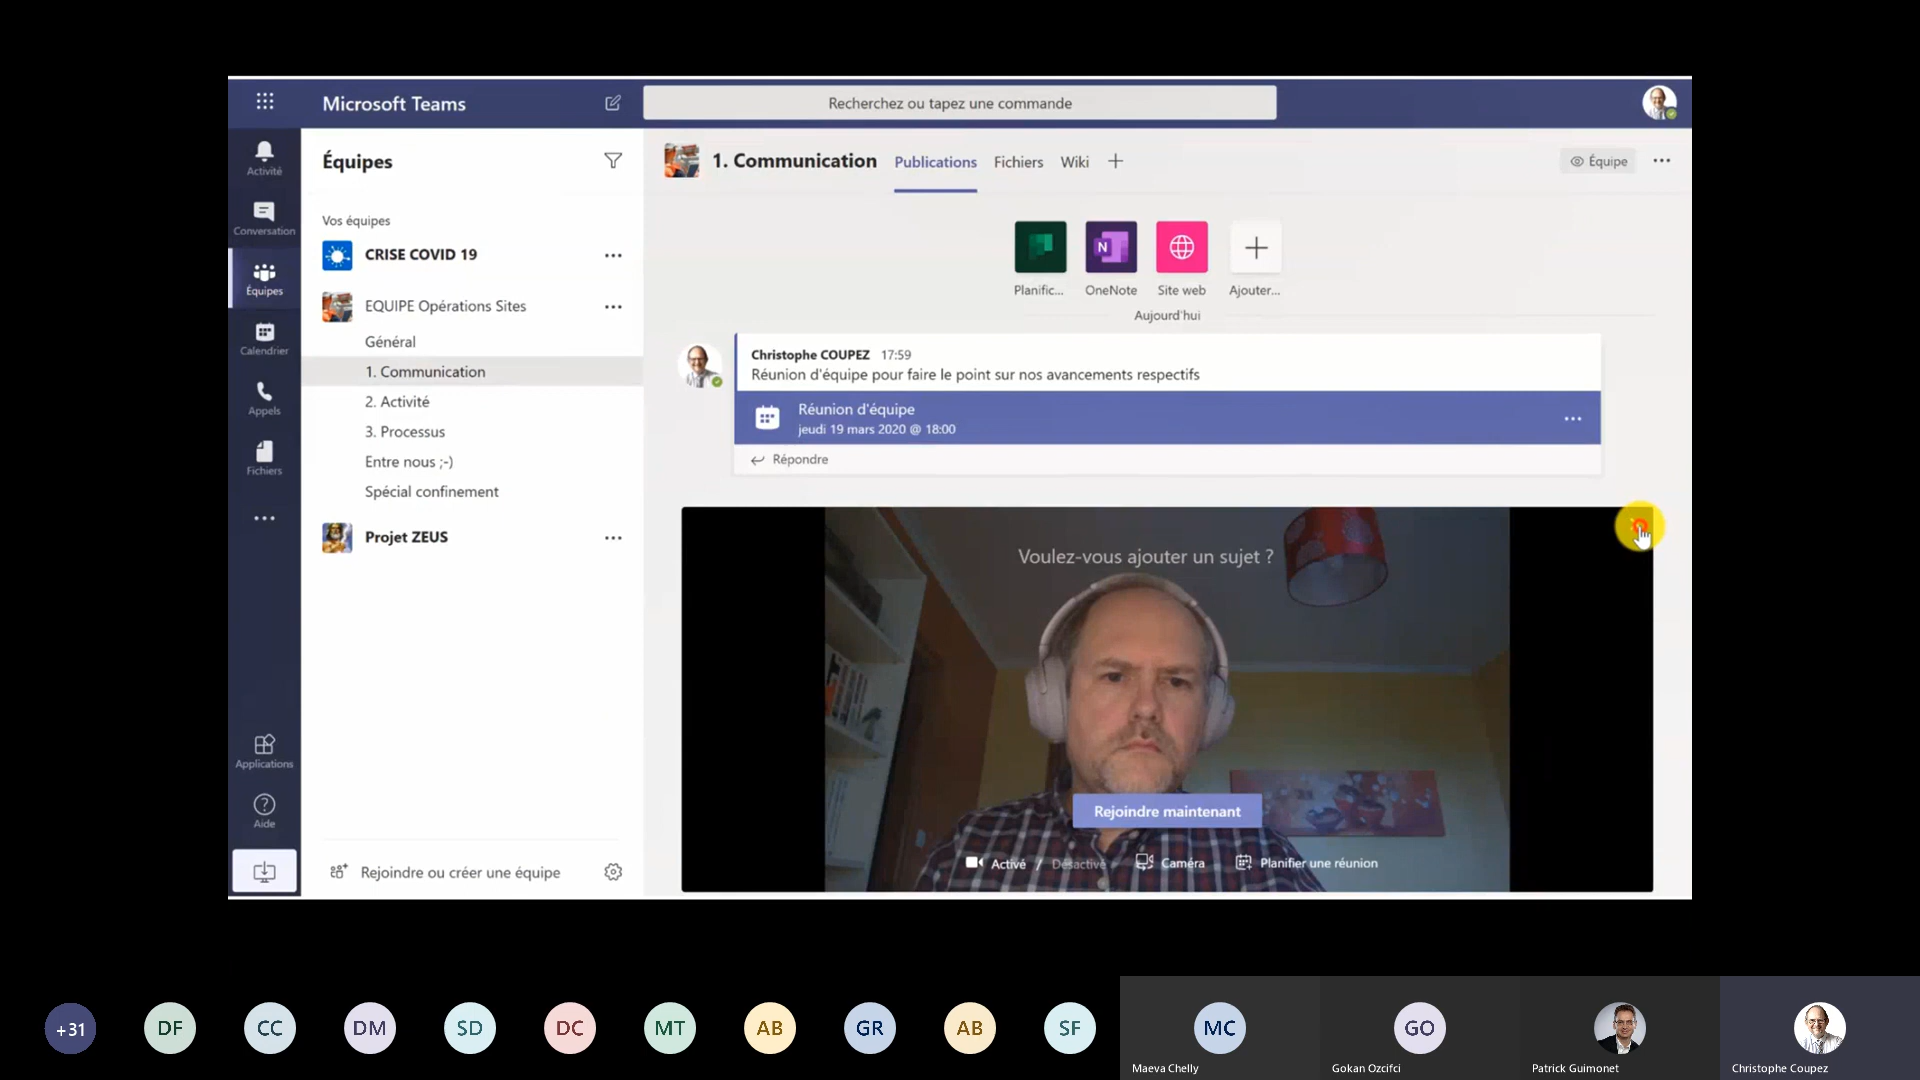 Microsoft Teams
Recherchez ou tapez une commande
Activité
Conversation
Équipes
Calendrier
Appels
Fichiers
Applications
Aide
Équipes
Vos équipes
CRISE COVID 19
EQUIPE Opérations Sites
Général
1. Communication
2. Activité
3. Processus
Entre nous ;-)
Spécial confinement
Projet ZEUS
Rejoindre ou créer une équipe
1. Communication Publications Fichiers Wiki
Équipe
N
Planific... OneNote Site web Ajouter...
Aujourd'hui
Christophe COUPEZ 17:59
Réunion d'équipe pour faire le point sur nos avancements respectifs
Réunion d'équipe
jeudi 19 mars 2020 @ 18:00
Répondre
Voulez-vous ajouter un sujet ?
Rejoindre maintenant
Activé / Désactivé Caméra Planifier une réunion
+31 DF CC DM SD DC MT AB GR AB SF MC GO
Maeva Chelly Gokan Ozcifci Patrick Guimonet Christophe Coupez